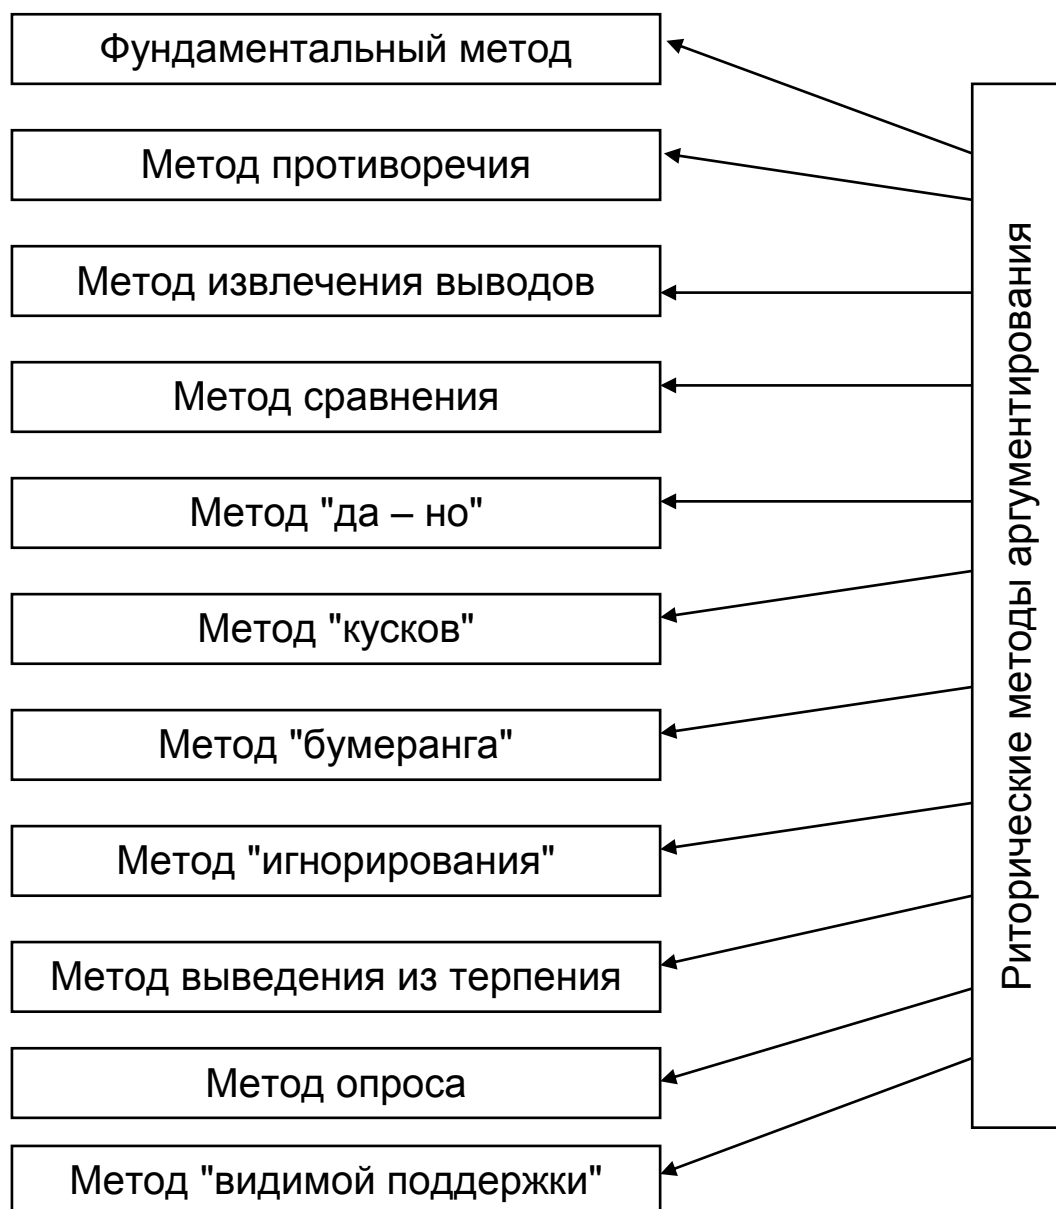 Фундаментальный метод
Метод противоречия
Метод извлечения выводов
Метод сравнения
Метод "да – но"
Метод "кусков"
Метод "бумеранга"
Метод "игнорирования"
Метод выведения из терпения
Метод опроса
Метод "видимой поддержки"
Риторические методы аргументирования